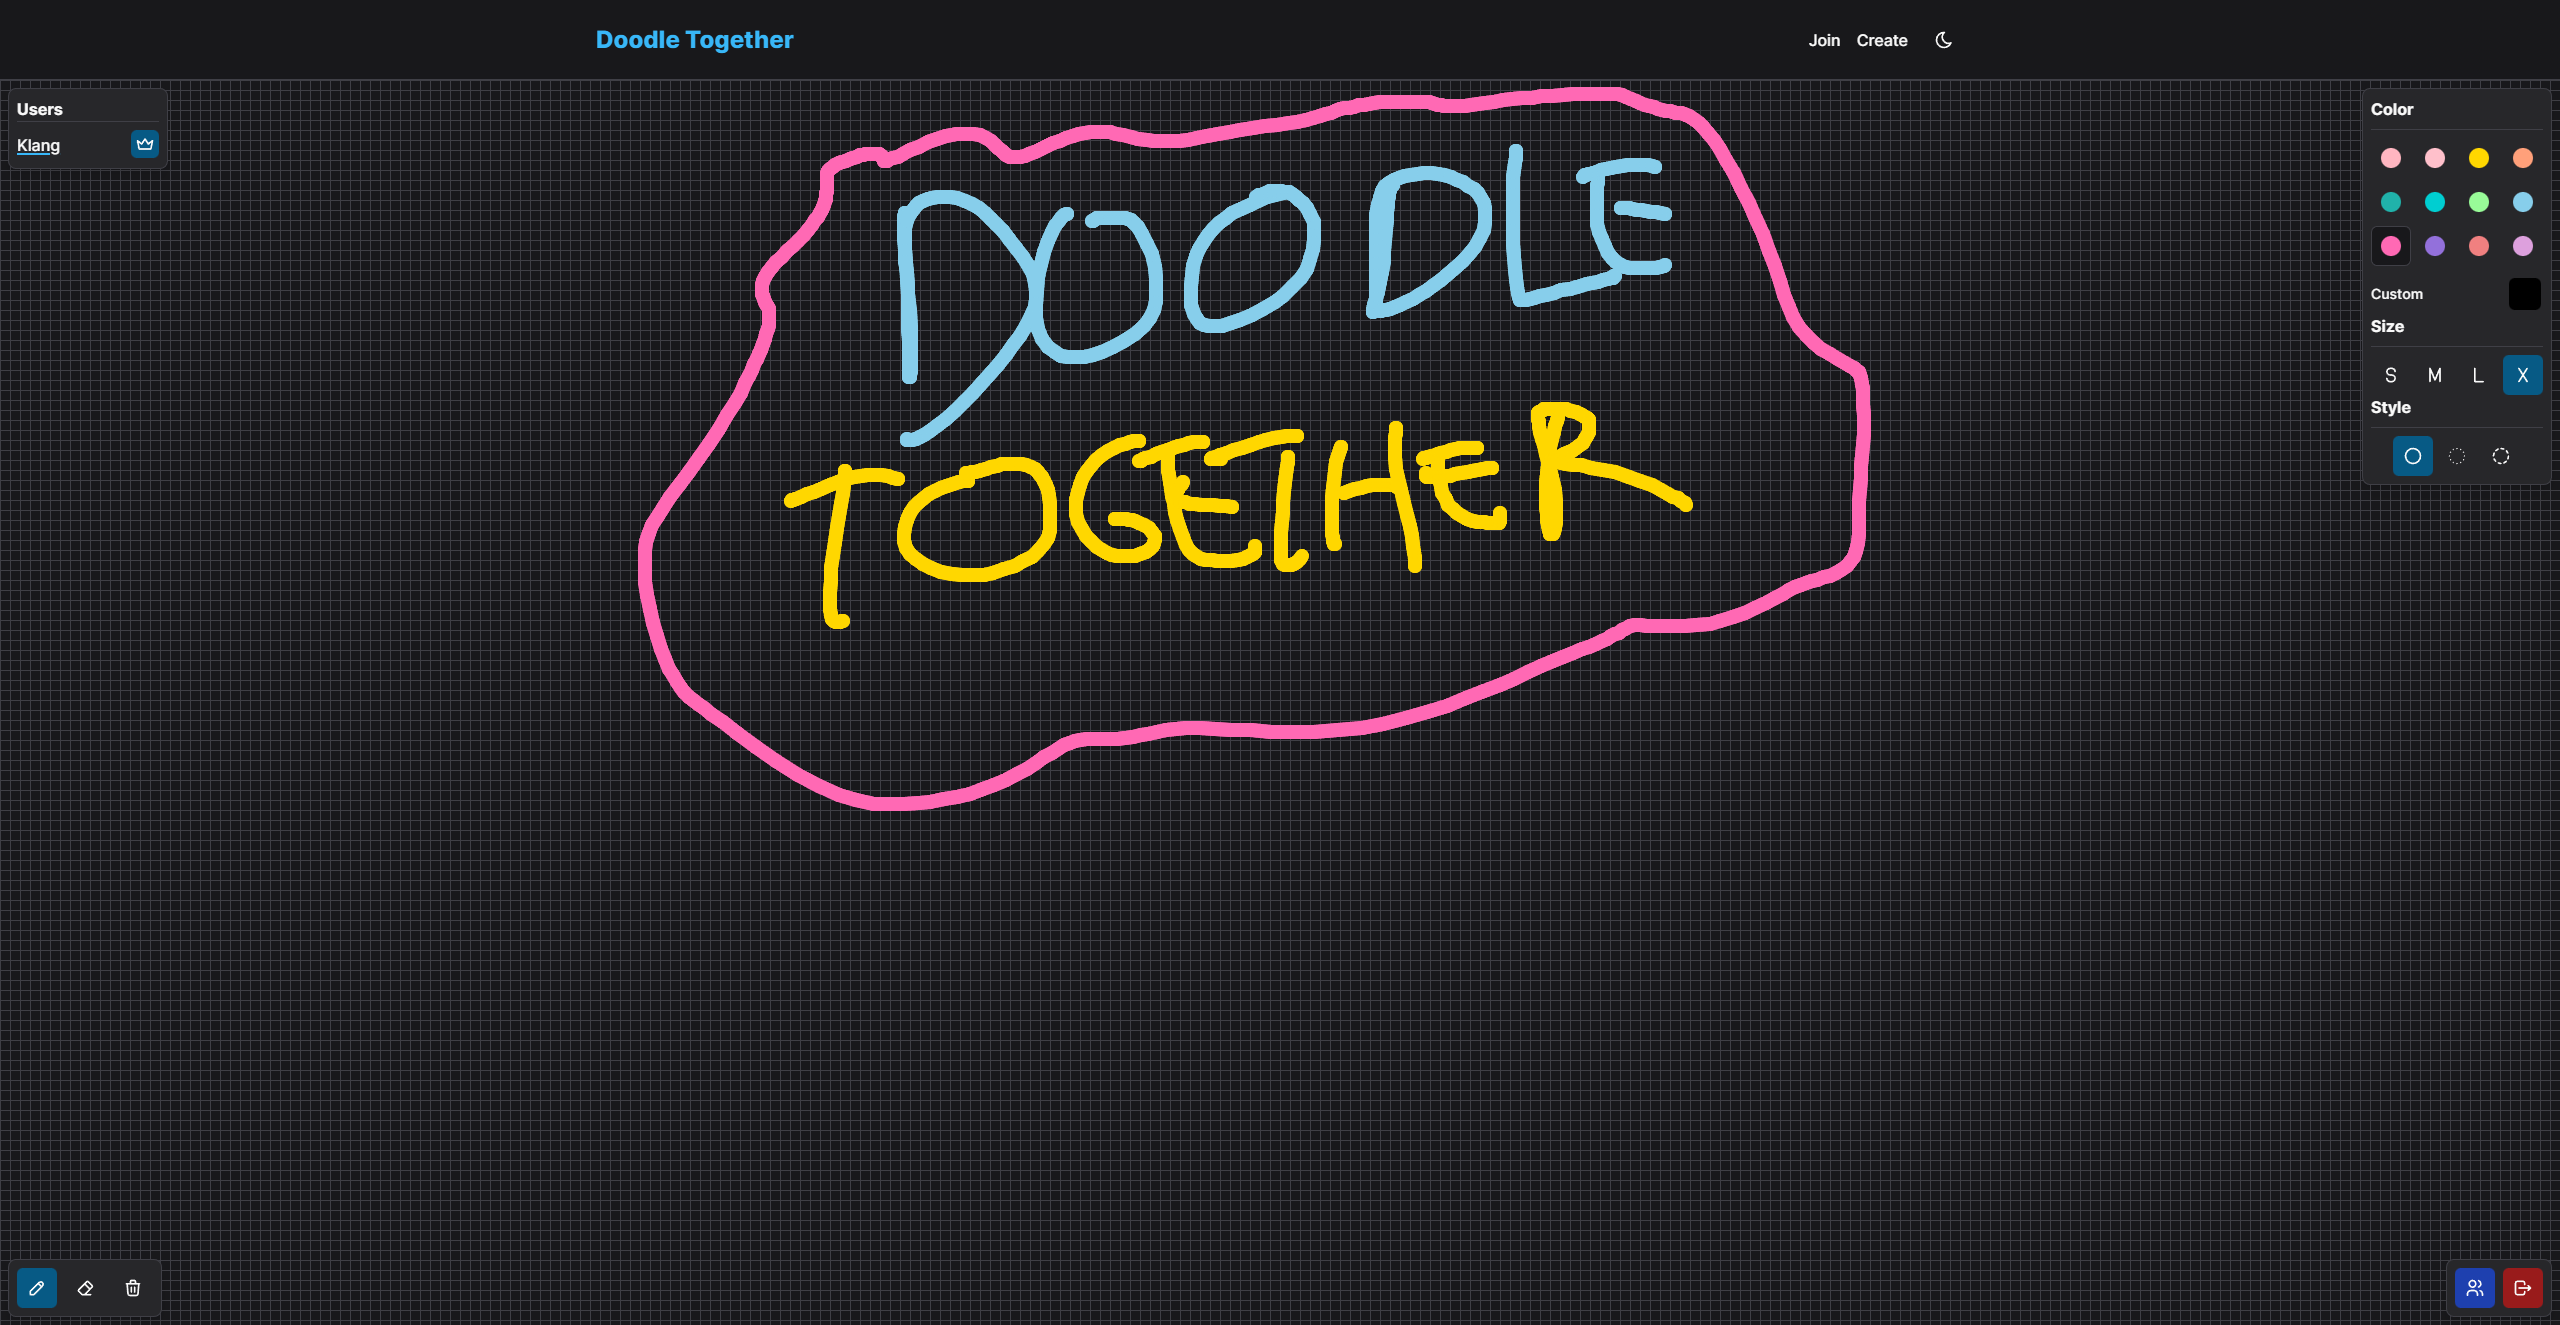 Doodle Together
Join Create
Users
Klang
DOODLE
TOGETHER
Color
Custom
Size
S M L X
Style